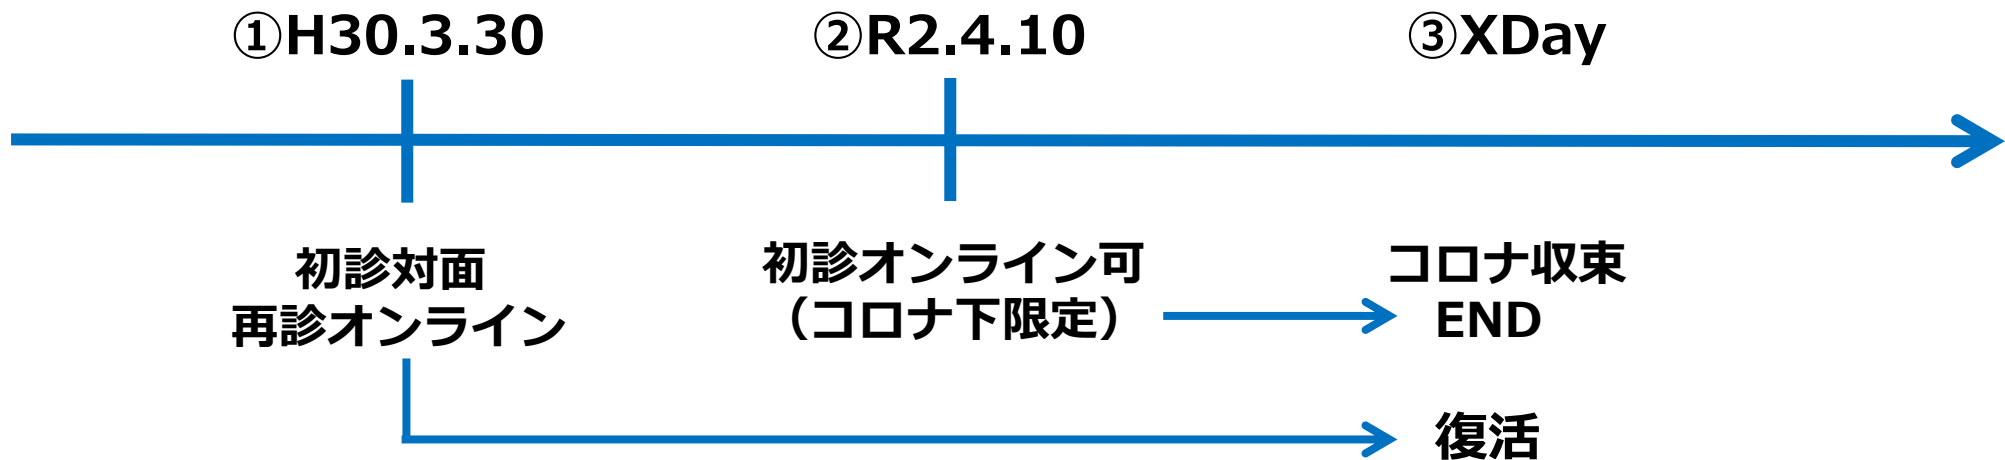 ①H30.3.30
②R2.4.10
③XDay
初診対面
再診オンライン
初診オンライン可
（コロナ下限定）
コロナ収束
END
復活